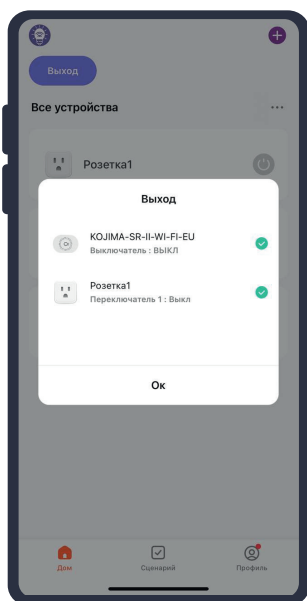 Выход
Все устройства
Розетка1
Выход
KOJIMA-SR-II-WI-FI-EU
Выключатель : ВЫКЛ
Розетка1
Переключатель 1 : Выкл
Ок
Дом
Сценарий
Профиль